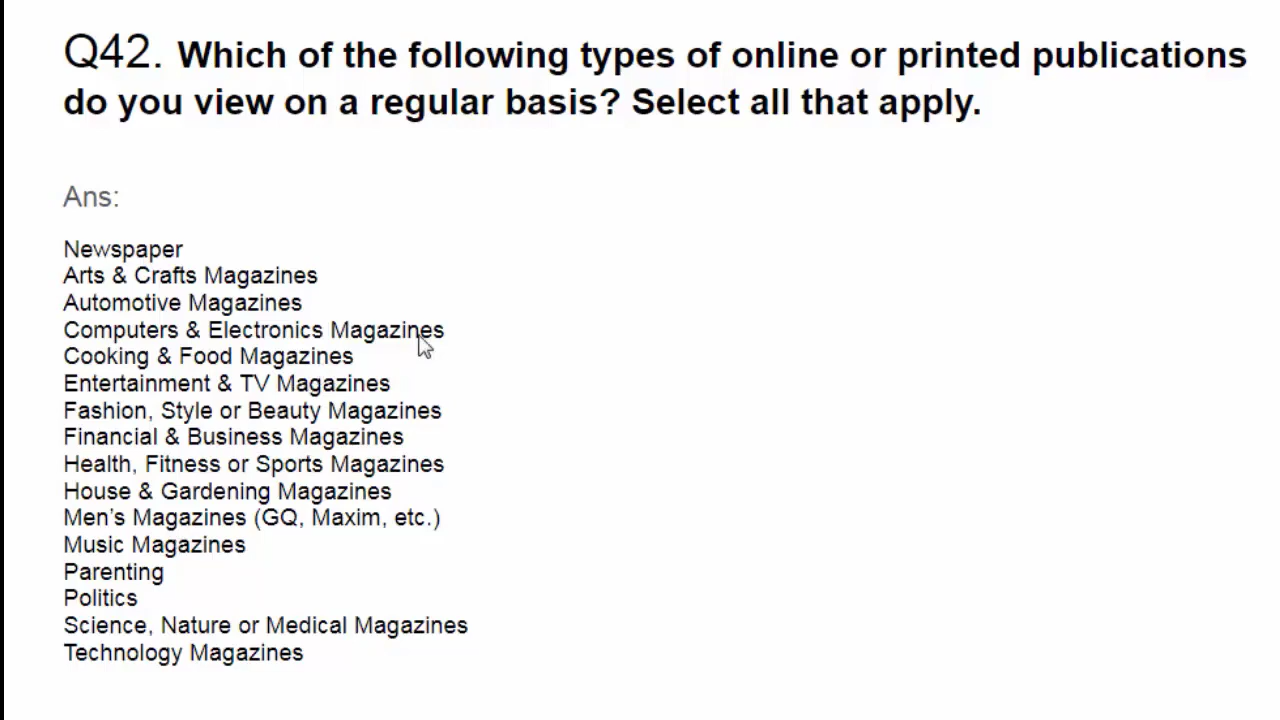 Q42. Which of the following types of online or printed publications
do you view on a regular basis? Select all that apply.
Ans:
Newspaper
Arts & Crafts Magazines
Automotive Magazines
Computers & Electronics Magazines
Cooking & Food Magazines
Entertainment & TV Magazines
Fashion, Style or Beauty Magazines
Financial & Business Magazines
Health, Fitness or Sports Magazines
House & Gardening Magazines
Men’s Magazines (GQ, Maxim, etc.)
Music Magazines
Parenting
Politics
Science, Nature or Medical Magazines
Technology Magazines